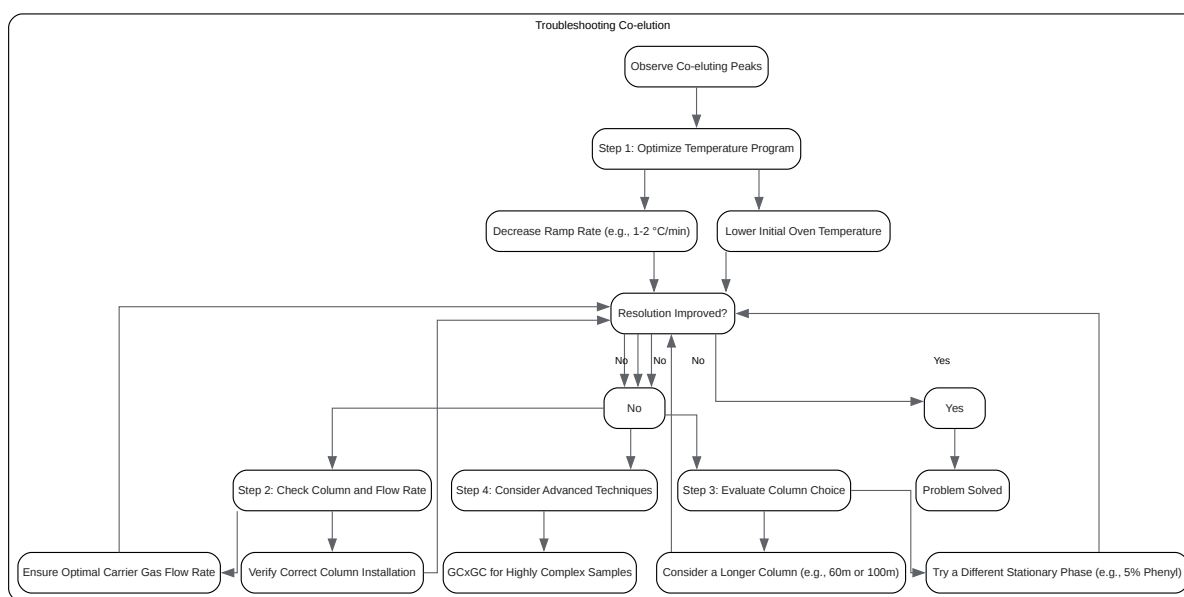 Troubleshooting Co-elution
Observe Co-eluting Peaks
Step 1: Optimize Temperature Program
Decrease Ramp Rate (e.g., 1-2 °C/min)
Lower Initial Oven Temperature
Resolution Improved?
No
No
No
Yes
No
Yes
Step 2: Check Column and Flow Rate
Step 4: Consider Advanced Techniques
Step 3: Evaluate Column Choice
Problem Solved
Ensure Optimal Carrier Gas Flow Rate
Verify Correct Column Installation
GCxGC for Highly Complex Samples
Consider a Longer Column (e.g., 60m or 100m)
Try a Different Stationary Phase (e.g., 5% Phenyl)